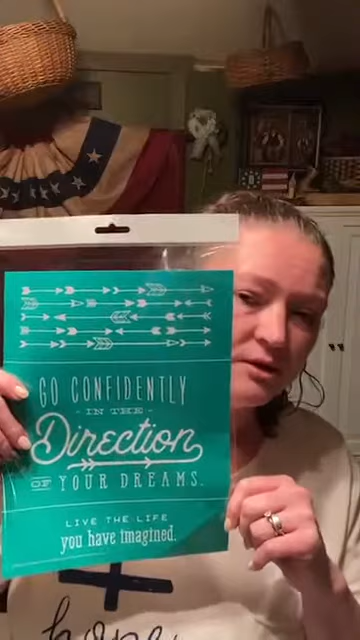 GO CONFIDENTLY
IN THE
Direction
OF YOUR DREAMS.
LIVE THE LIFE
you have imagined.
hope